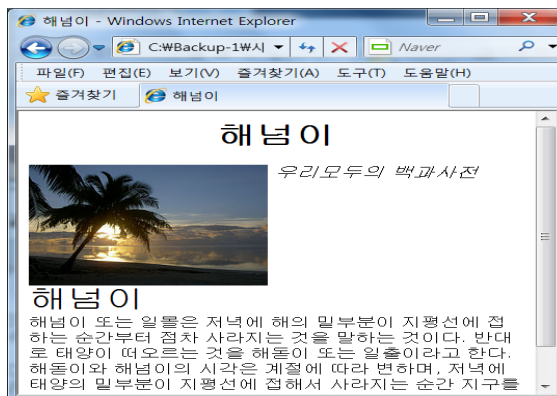 해넘이 - Windows Internet Explorer
C:₩Backup-1₩시
Naver
파일(F) 편집(E) 보기(V) 즐겨찾기(A) 도구(T) 도움말(H)
즐겨찾기 해넘이
해넘이
우리모두의 백과사전
해넘이
해넘이 또는 일몰은 저녁에 해의 밑부분이 지평선에 접
하는 순간부터 점차 사라지는 것을 말하는 것이다. 반대
로 태양이 떠오르는 것을 해돋이 또는 일출이라고 한다.
해돋이와 해넘이의 시각은 계절에 따라 변하며, 저녁에
태양의 밑부분이 지평선에 접해서 사라지는 순간 지구를